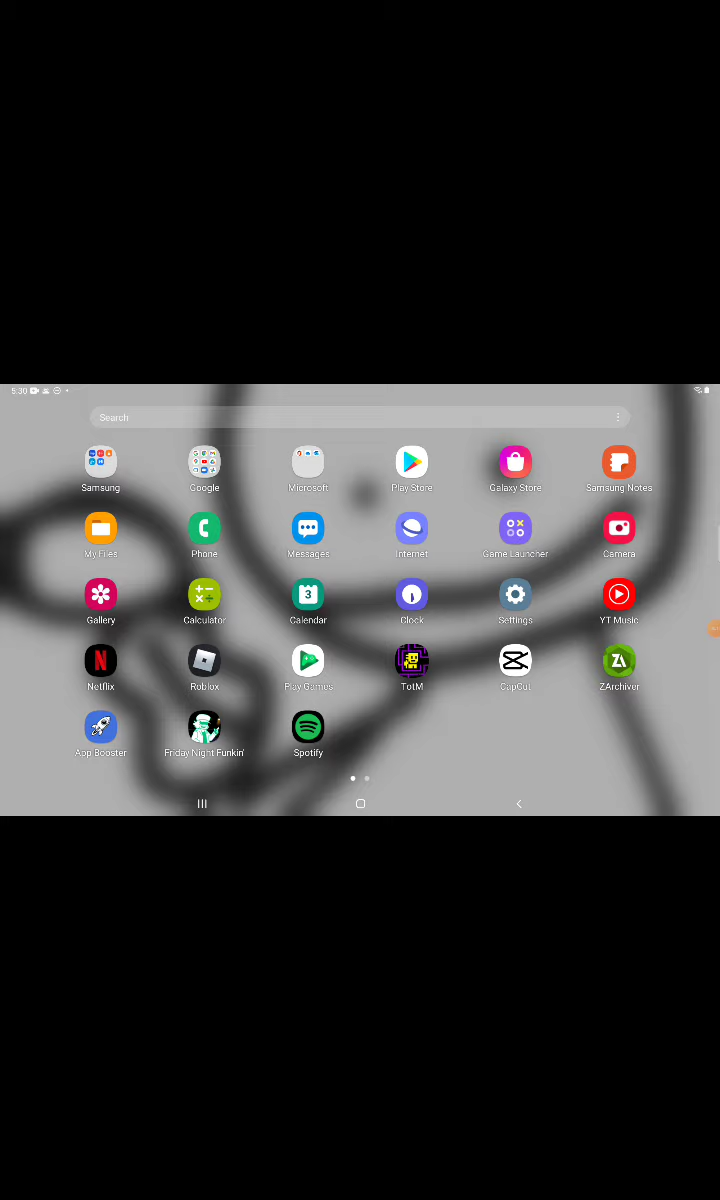 5:30
Search
Samsung Google Microsoft Play Store Galaxy Store Samsung Notes
My Files Phone Messages Internet Game Launcher Camera
3
Gallery Calculator Calendar Clock Settings YT Music
Netflix Roblox Play Games TotM CapCut ZArchiver
App Booster Friday Night Funkin' Spotify